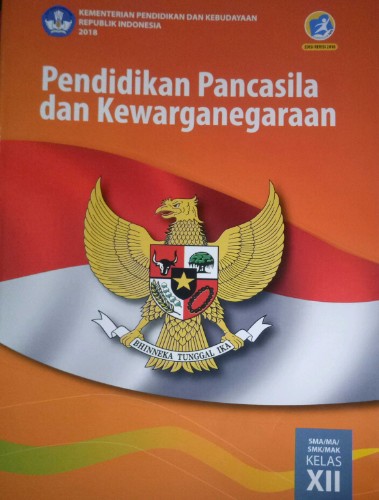 KEMENTERIAN PENDIDIKAN DAN KEBUDAYAAN
REPUBLIK INDONESIA
2018
Pendidikan Pancasila
dan Kewarganegaraan
BHINNEKA TUNGGAL IKA
SMA/MA/
SMK/MAK
KELAS
XII